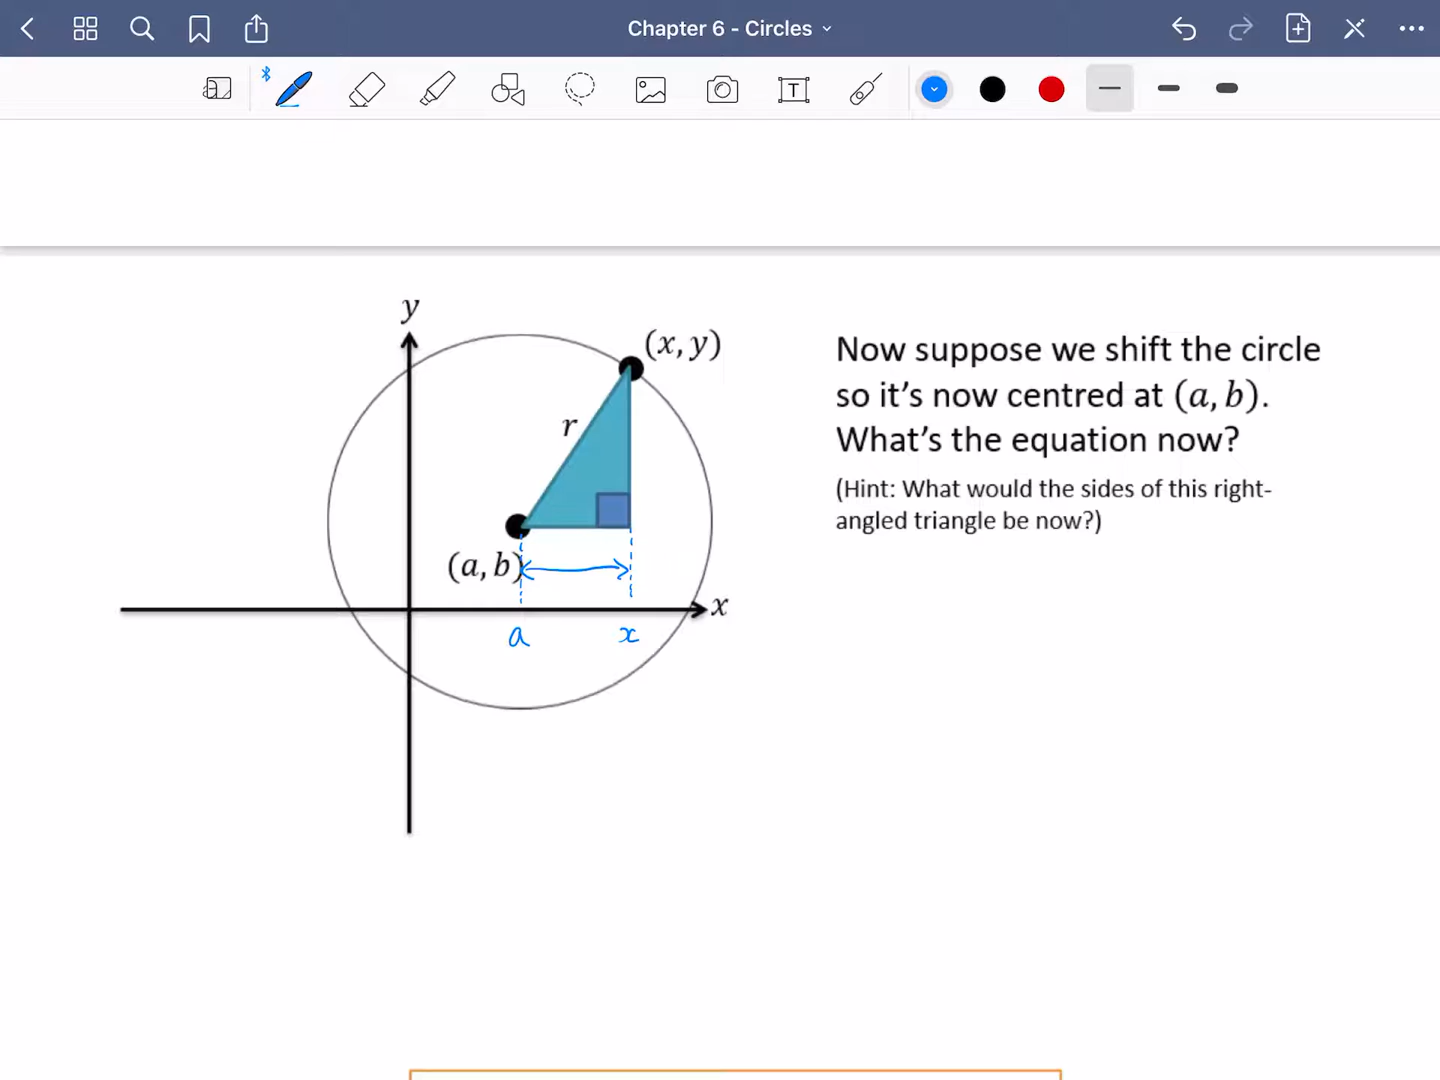 Chapter 6 - Circles
a
T
y
(x, y)
Now suppose we shift the circle
so it’s now centred at (a, b).
What’s the equation now?
r
(Hint: What would the sides of this right-
angled triangle be now?)
(a, b)
x
a
x